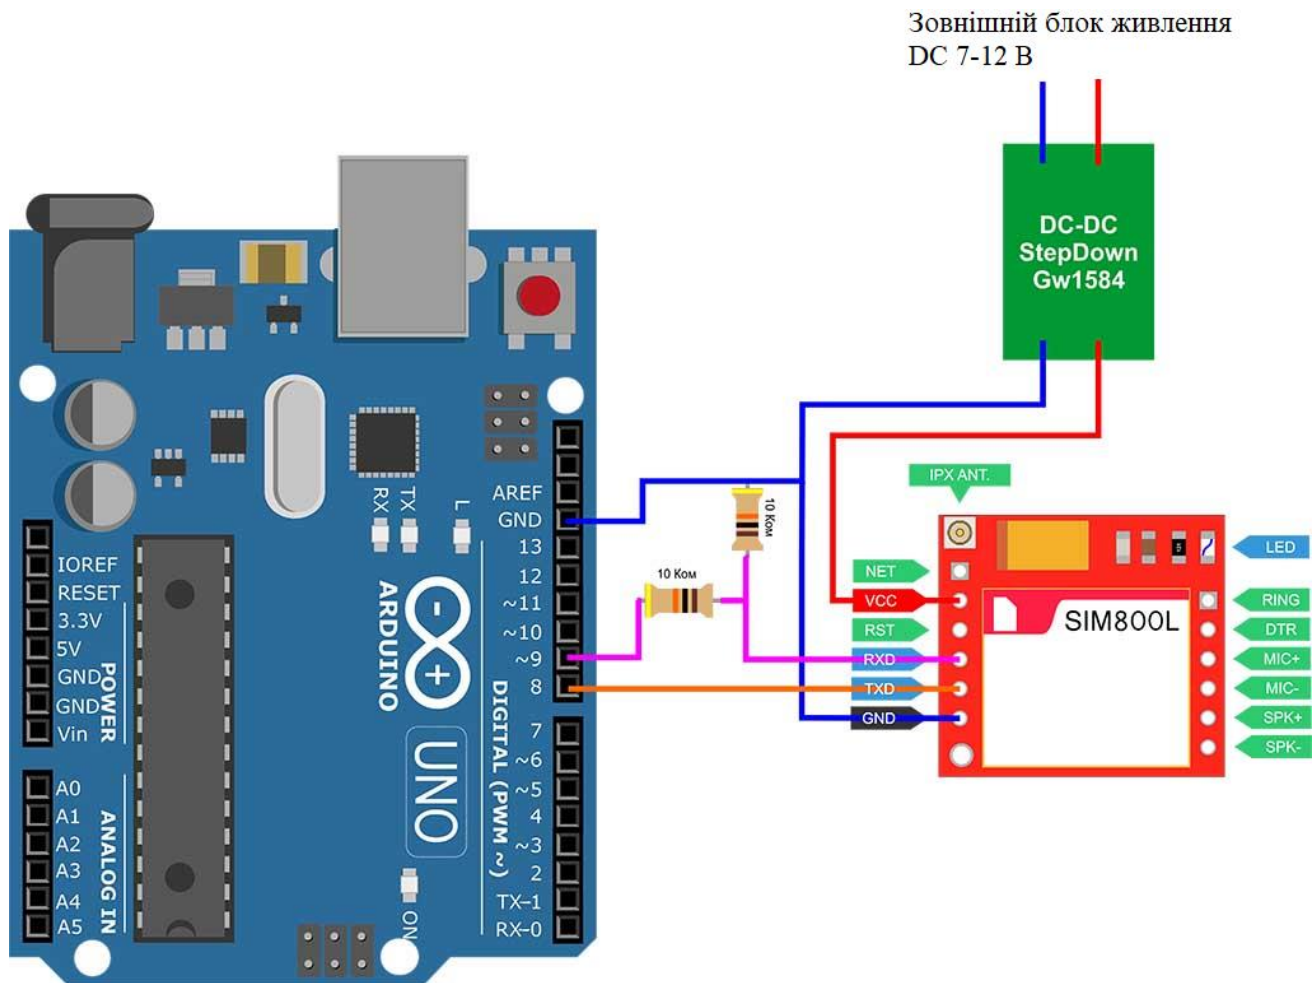 Зовнішній блок живлення
DC 7-12 В
DC-DC
StepDown
Gw1584
IPX ANT.
NET
VCC
RST
RXD
TXD
GND
SIM800L
LED
RING
DTR
MIC+
MIC-
SPK+
SPK-
10 Ком
10 Ком
RX
TX
L
AREF
GND
13
12
~11
~10
~9
8
7
~6
~5
4
~3
2
TX-1
RX-0
DIGITAL (PWM ~)
ARDUINO
UNO
ON
IOREF
RESET
3.3V
5V
GND
GND
Vin
POWER
A0
A1
A2
A3
A4
A5
ANALOG IN